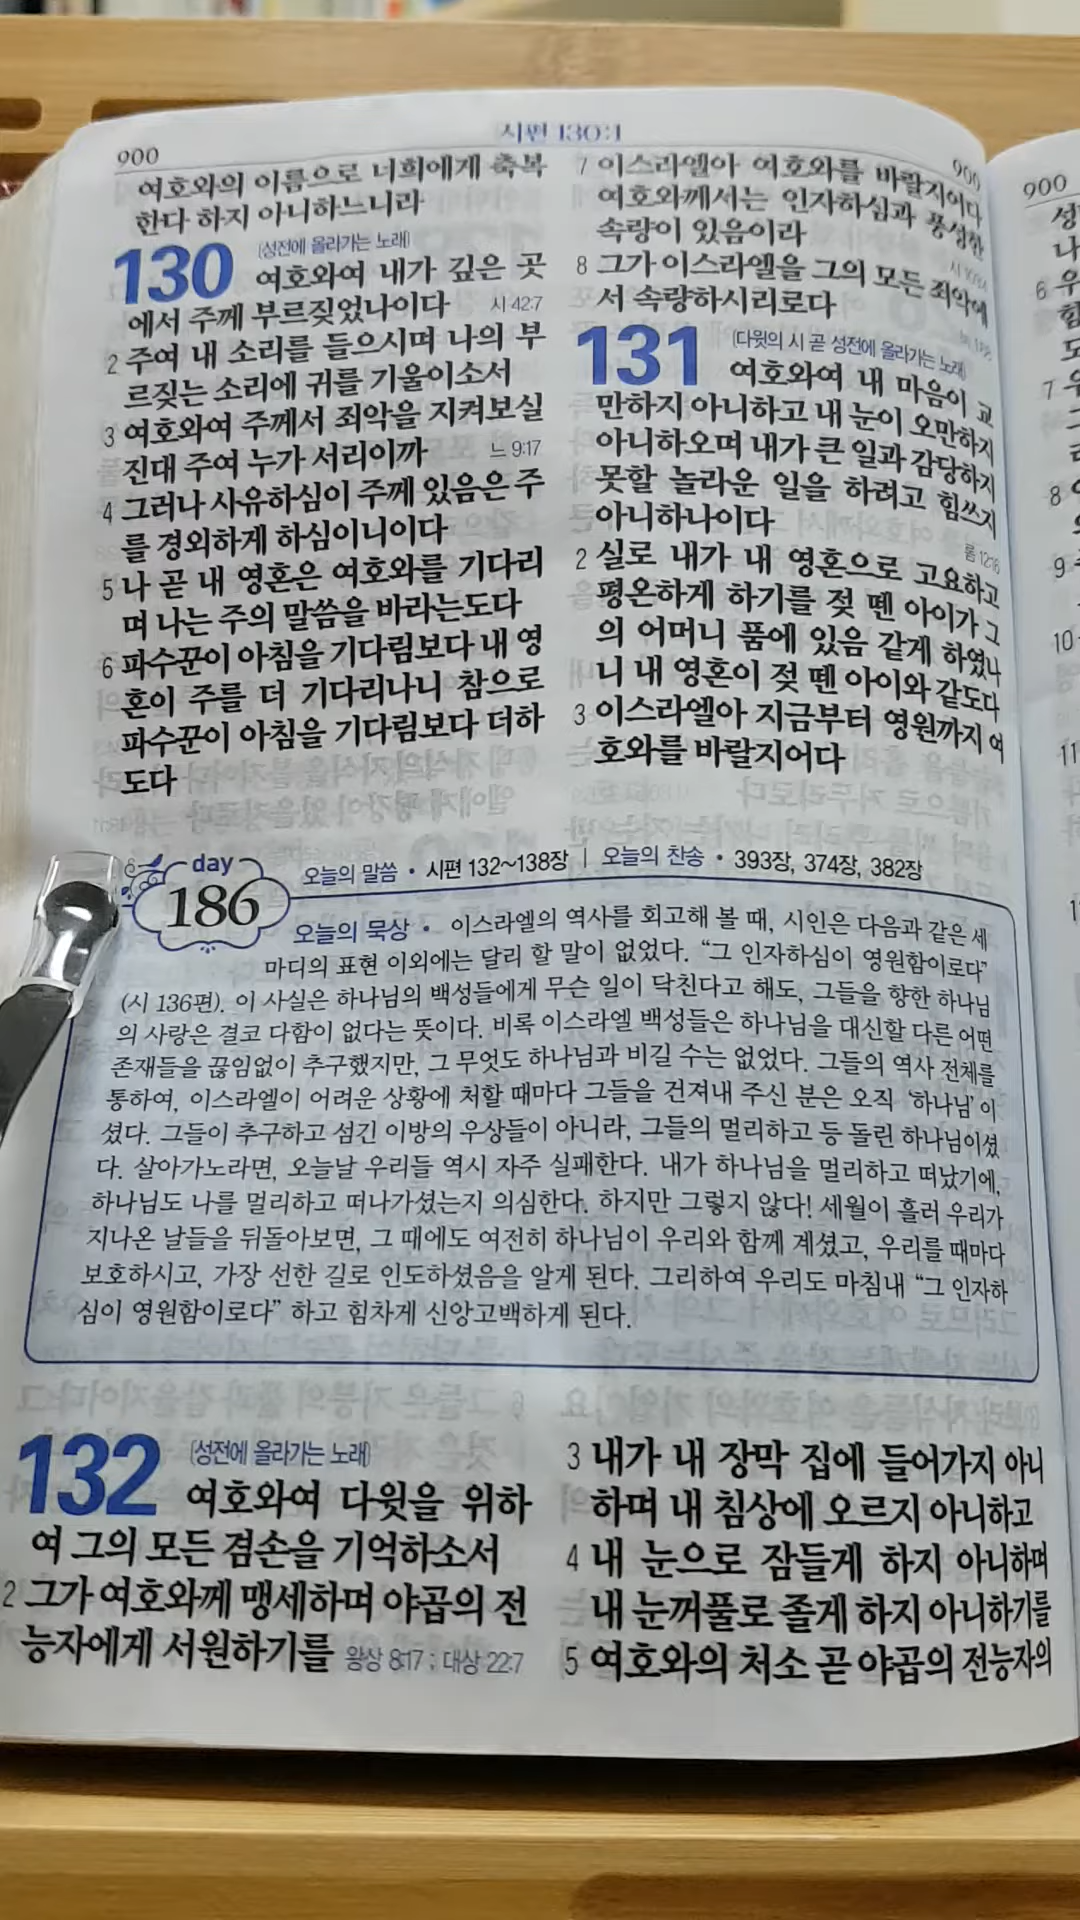 시편 130:1
900
여호와의 이름으로 너희에게 축복
한다 하지 아니하느니라
130 [성전에 올라가는 노래]
여호와여 내가 깊은 곳
에서 주께 부르짖었나이다 시 42:7
2 주여 내 소리를 들으시며 나의 부
르짖는 소리에 귀를 기울이소서
3 여호와여 주께서 죄악을 지켜보실
진대 주여 누가 서리이까 느 9:17
4 그러나 사유하심이 주께 있음은 주
를 경외하게 하심이니이다
5 나 곧 내 영혼은 여호와를 기다리
며 나는 주의 말씀을 바라는도다
6 파수꾼이 아침을 기다림보다 내 영
혼이 주를 더 기다리나니 참으로
파수꾼이 아침을 기다림보다 더하
도다
900
7 이스라엘아 여호와를 바랄지어다
여호와께서는 인자하심과 풍성한
속량이 있음이라
8 그가 이스라엘을 그의 모든 죄악에
서 속량하시리로다
131 [다윗의 시 곧 성전에 올라가는 노래]
여호와여 내 마음이 교
만하지 아니하고 내 눈이 오만하지
아니하오며 내가 큰 일과 감당하지
못할 놀라운 일을 하려고 힘쓰지
아니하나이다 롬 12:16
2 실로 내가 내 영혼으로 고요하고
평온하게 하기를 젖 뗀 아이가 그
의 어머니 품에 있음 같게 하였나
니 내 영혼이 젖 뗀 아이와 같도다
3 이스라엘아 지금부터 영원까지 여
호와를 바랄지어다
day
186
오늘의 말씀 • 시편 132~138장 | 오늘의 찬송 • 393장, 374장, 382장
오늘의 묵상 • 이스라엘의 역사를 회고해 볼 때, 시인은 다음과 같은 세
마디의 표현 이외에는 달리 할 말이 없었다. “그 인자하심이 영원함이로다”
(시 136편). 이 사실은 하나님의 백성들에게 무슨 일이 닥친다고 해도, 그들을 향한 하나님
의 사랑은 결코 다함이 없다는 뜻이다. 비록 이스라엘 백성들은 하나님을 대신할 다른 어떤
존재들을 끊임없이 추구했지만, 그 무엇도 하나님과 비길 수는 없었다. 그들의 역사 전체를
통하여, 이스라엘이 어려운 상황에 처할 때마다 그들을 건져내 주신 분은 오직 ‘하나님’이
셨다. 그들이 추구하고 섬긴 이방의 우상들이 아니라, 그들의 멀리하고 등 돌린 하나님이셨
다. 살아가노라면, 오늘날 우리들 역시 자주 실패한다. 내가 하나님을 멀리하고 떠났기에,
하나님도 나를 멀리하고 떠나가셨는지 의심한다. 하지만 그렇지 않다! 세월이 흘러 우리가
지나온 날들을 뒤돌아보면, 그 때에도 여전히 하나님이 우리와 함께 계셨고, 우리를 때마다
보호하시고, 가장 선한 길로 인도하셨음을 알게 된다. 그리하여 우리도 마침내 “그 인자하
심이 영원함이로다” 하고 힘차게 신앙고백하게 된다.
132 [성전에 올라가는 노래]
여호와여 다윗을 위하
여 그의 모든 겸손을 기억하소서
2 그가 여호와께 맹세하며 야곱의 전
능자에게 서원하기를 왕상 8:17 ; 대상 22:7
3 내가 내 장막 집에 들어가지 아니
하며 내 침상에 오르지 아니하고
4 내 눈으로 잠들게 하지 아니하며
내 눈꺼풀로 졸게 하지 아니하기를
5 여호와의 처소 곧 야곱의 전능자의
900
성
나
6 우
함
도
7 우
그
8
9
10
11